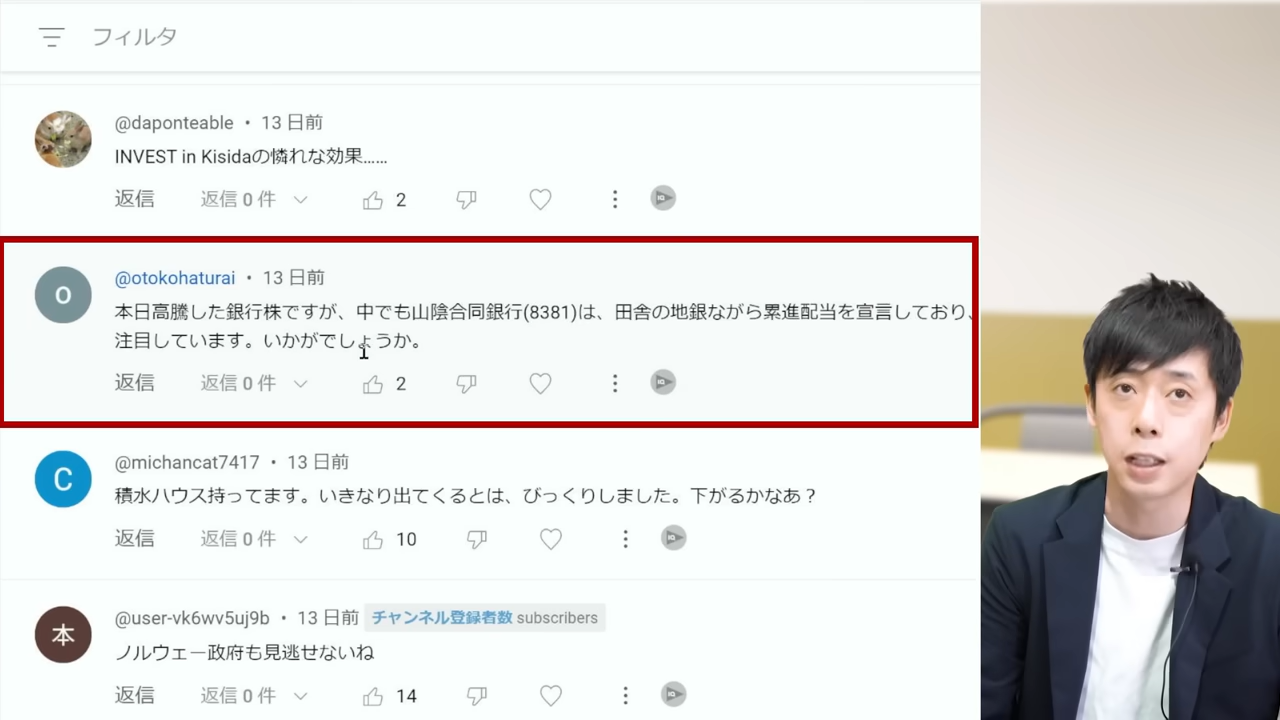 フィルタ
@daponteable • 13 日前
INVEST in Kisidaの憐れな効果……
返信 返信 0 件 2
@otokohaturai • 13 日前
本日高騰した銀行株ですが、中でも山陰合同銀行(8381)は、田舎の地銀ながら累進配当を宣言しており、
注目しています。いかがでしょうか。
返信 返信 0 件 2
@michancat7417 • 13 日前
積水ハウス持ってます。いきなり出てくるとは、びっくりしました。下がるかなあ？
返信 返信 0 件 10
@user-vk6wv5uj9b • 13 日前 チャンネル登録者数 subscribers
ノルウェー政府も見逃せないね
返信 返信 0 件 14
O
C
本